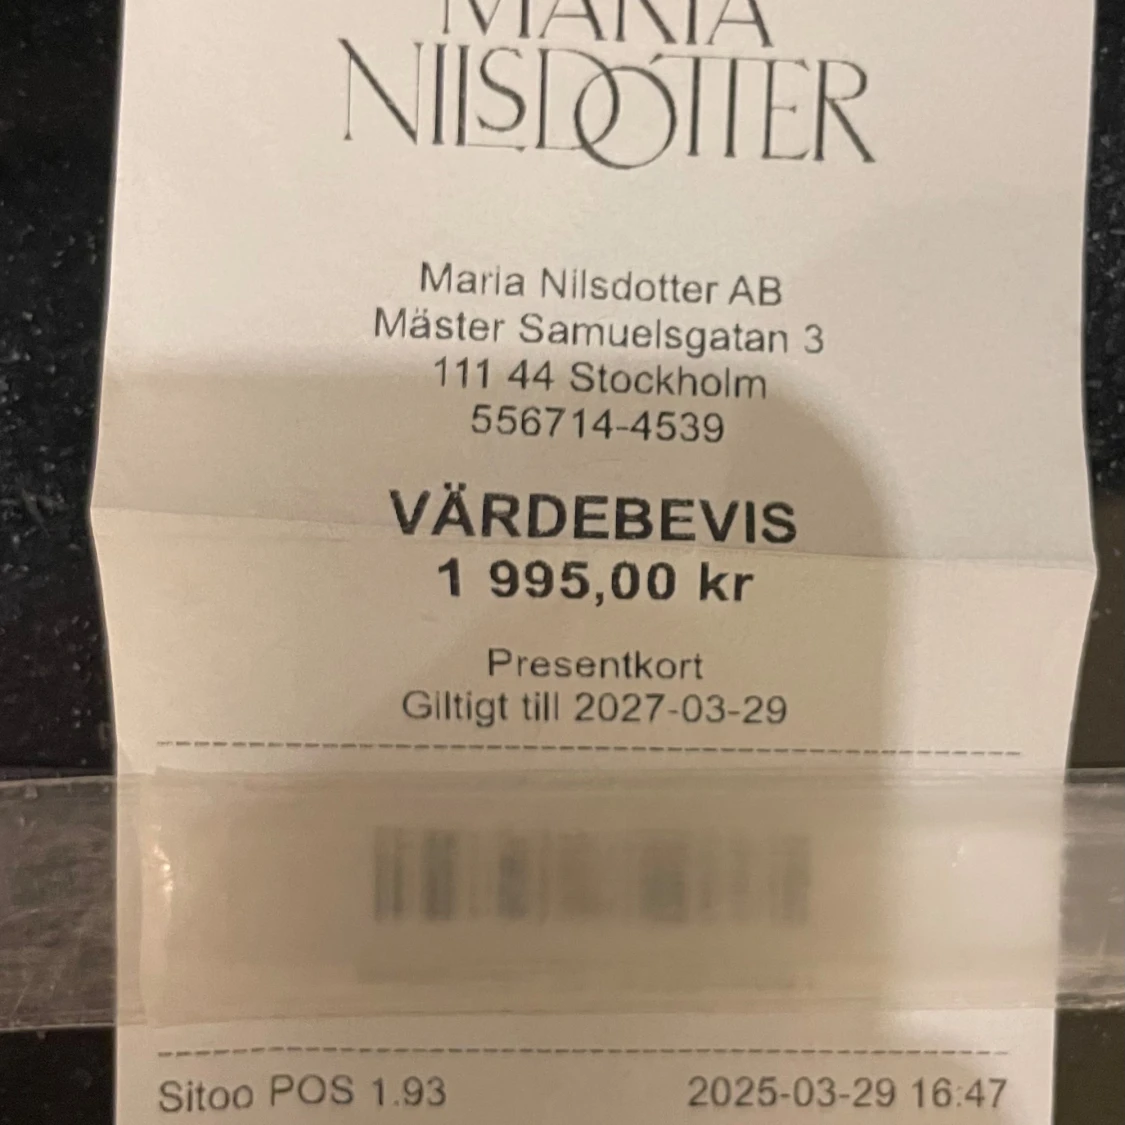 MARIA
NILSDOTTER
Maria Nilsdotter AB
Mäster Samuelsgatan 3
111 44 Stockholm
556714-4539
VÄRDEBEVIS
1 995,00 kr
Presentkort
Giltigt till 2027-03-29
Sitoo POS 1.93 2025-03-29 16:47